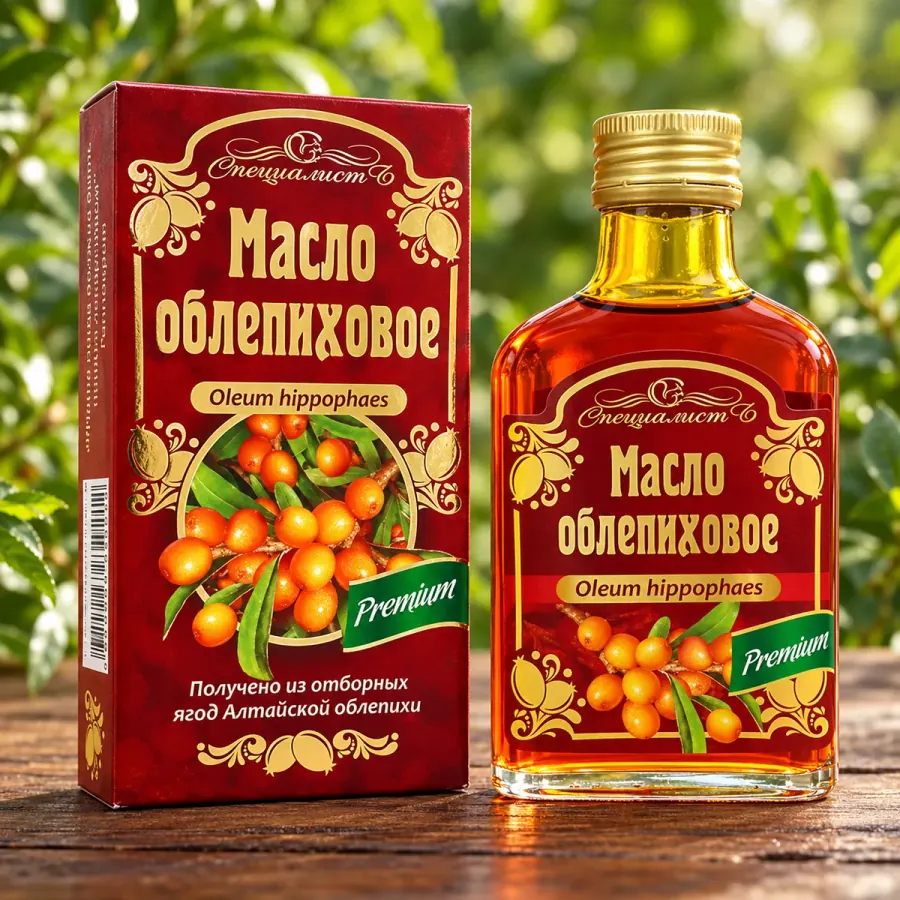 СпециалистЪ
Масло
облепиховое
Oleum hippophaes
Premium
Получено из отборных
ягод Алтайской облепихи
СпециалистЪ
Масло
облепиховое
Oleum hippophaes
Premium